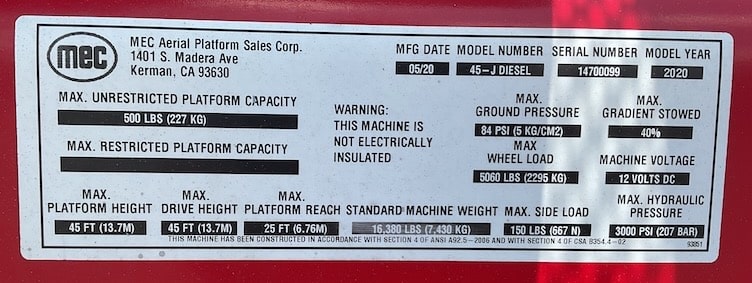 mec
MEC Aerial Platform Sales Corp.
1401 S. Madera Ave
Kerman, CA 93630
MFG DATE MODEL NUMBER SERIAL NUMBER MODEL YEAR
05/20 45-J DIESEL 14700099 2020
MAX. UNRESTRICTED PLATFORM CAPACITY
500 LBS (227 KG)
MAX. RESTRICTED PLATFORM CAPACITY
WARNING:
THIS MACHINE IS
NOT ELECTRICALLY
INSULATED
MAX.
GROUND PRESSURE
84 PSI (5 KG/CM2)
MAX.
GRADIENT STOWED
40%
MAX
WHEEL LOAD
5060 LBS (2295 KG)
MACHINE VOLTAGE
12 VOLTS DC
MAX.
PLATFORM HEIGHT
45 FT (13.7M)
MAX.
DRIVE HEIGHT
45 FT (13.7M)
MAX.
PLATFORM REACH
25 FT (6.76M)
STANDARD MACHINE WEIGHT
16,380 LBS (7,430 KG)
MAX. SIDE LOAD
150 LBS (667 N)
MAX. HYDRAULIC
PRESSURE
3000 PSI (207 BAR)
THIS MACHINE HAS BEEN CONSTRUCTED IN ACCORDANCE WITH SECTION 4 OF ANSI A92.5-2006 AND WITH SECTION 4 OF CSA B354.4-02
93851